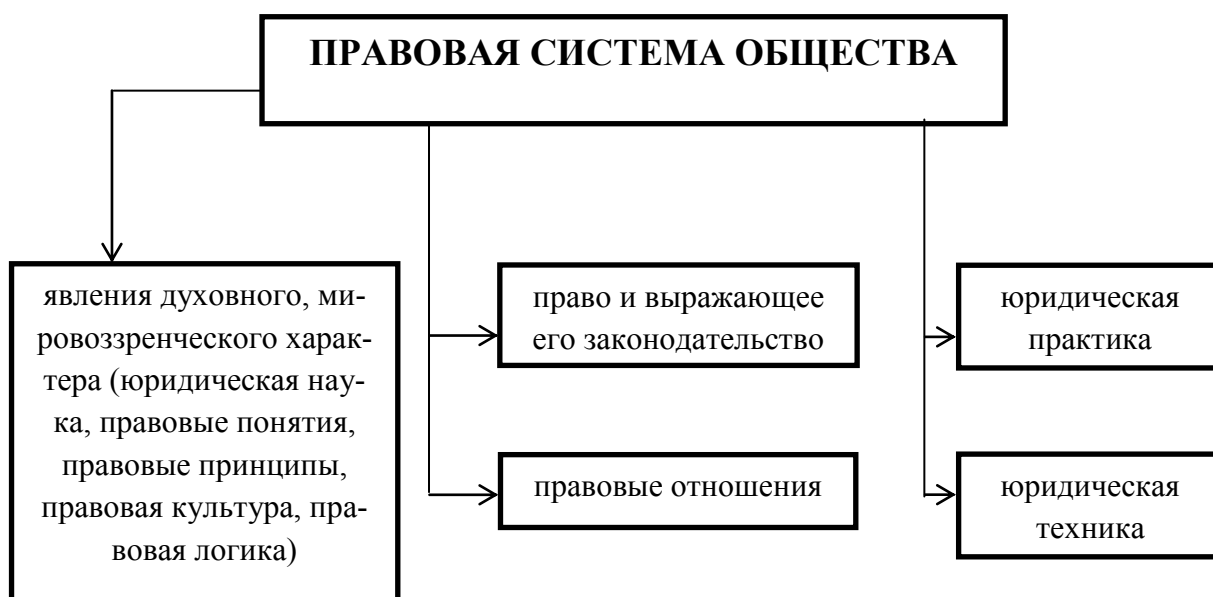 ПРАВОВАЯ СИСТЕМА ОБЩЕСТВА
явления духовного, ми-
ровоззренческого харак-
тера (юридическая нау-
ка, правовые понятия,
правовые принципы,
правовая культура, пра-
вовая логика)
право и выражающее
его законодательство
правовые отношения
юридическая
практика
юридическая
техника